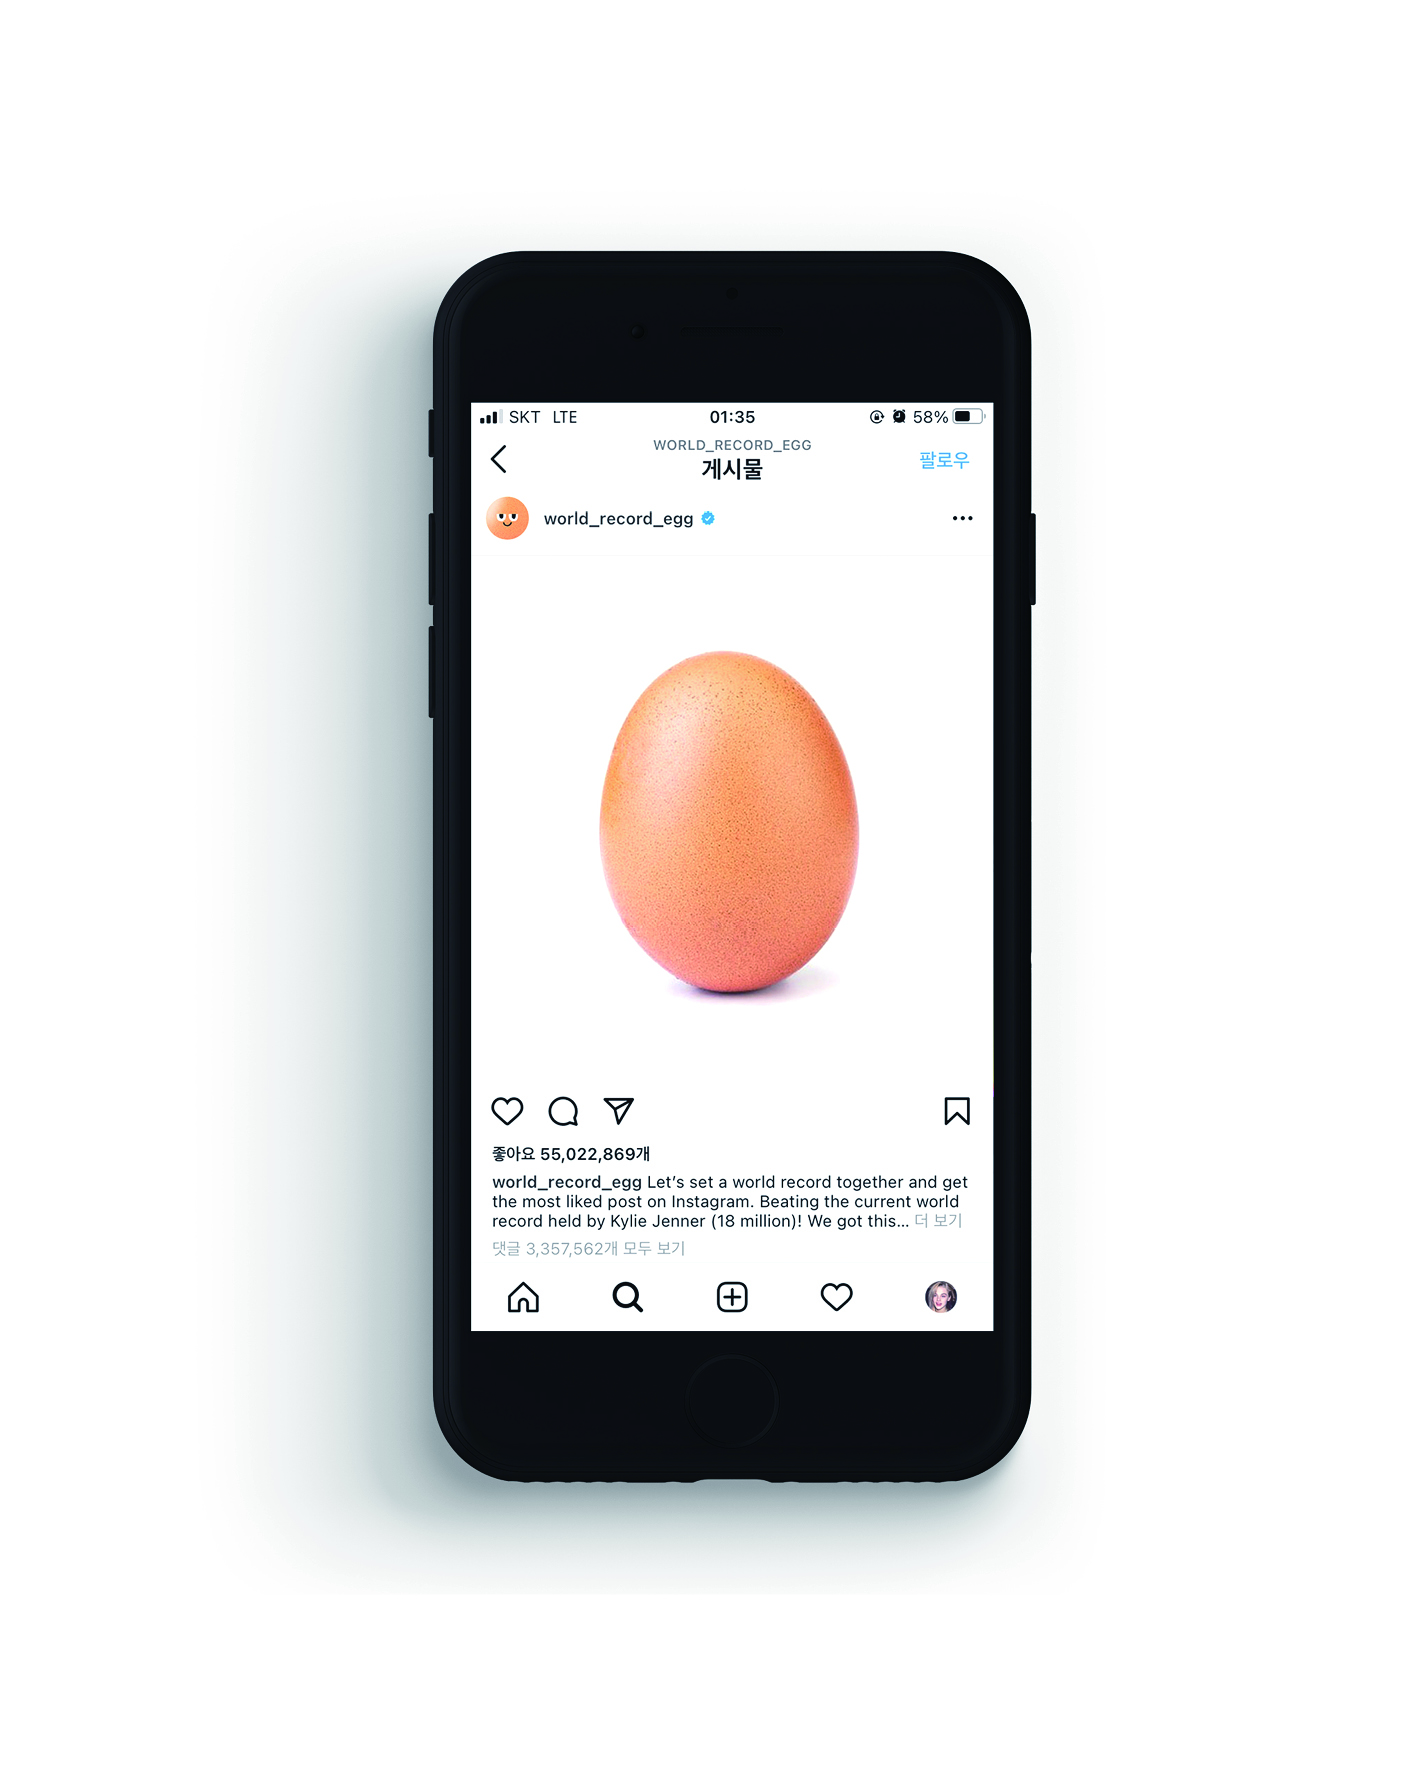 SKT LTE 01:35 58%
WORLD_RECORD_EGG
게시물
팔로우
world_record_egg
좋아요 55,022,869개
world_record_egg Let’s set a world record together and get
the most liked post on Instagram. Beating the current world
record held by Kylie Jenner (18 million)! We got this... 더 보기
댓글 3,357,562개 모두 보기